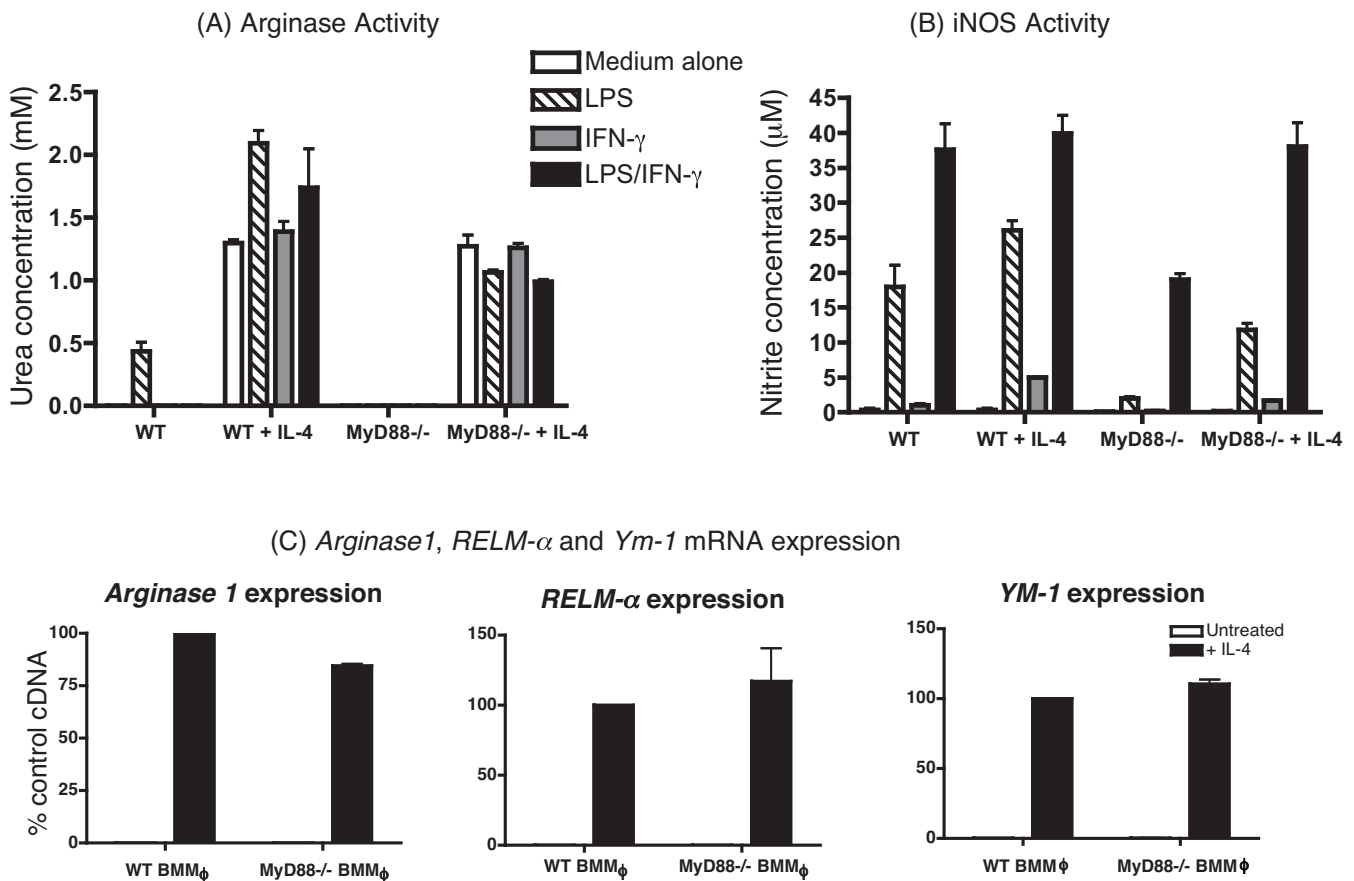 (A) Arginase Activity
(B) iNOS Activity
Medium alone
LPS
IFN-γ
LPS/IFN-γ
Urea concentration (mM)
2.5
2.0
1.5
1.0
0.5
0.0
WT
WT + IL-4
MyD88-/-
MyD88-/- + IL-4
Nitrite concentration (μM)
45
40
35
30
25
20
15
10
5
0
WT
WT + IL-4
MyD88-/-
MyD88-/- + IL-4
(C) Arginase1, RELM-α and Ym-1 mRNA expression
Arginase 1 expression
% control cDNA
100
75
50
25
0
WT BMMϕ
MyD88-/- BMMϕ
RELM-α expression
150
100
50
0
WT BMMϕ
MyD88-/- BMMϕ
YM-1 expression
Untreated
+ IL-4
150
100
50
0
WT BMMϕ
MyD88-/- BMMϕ